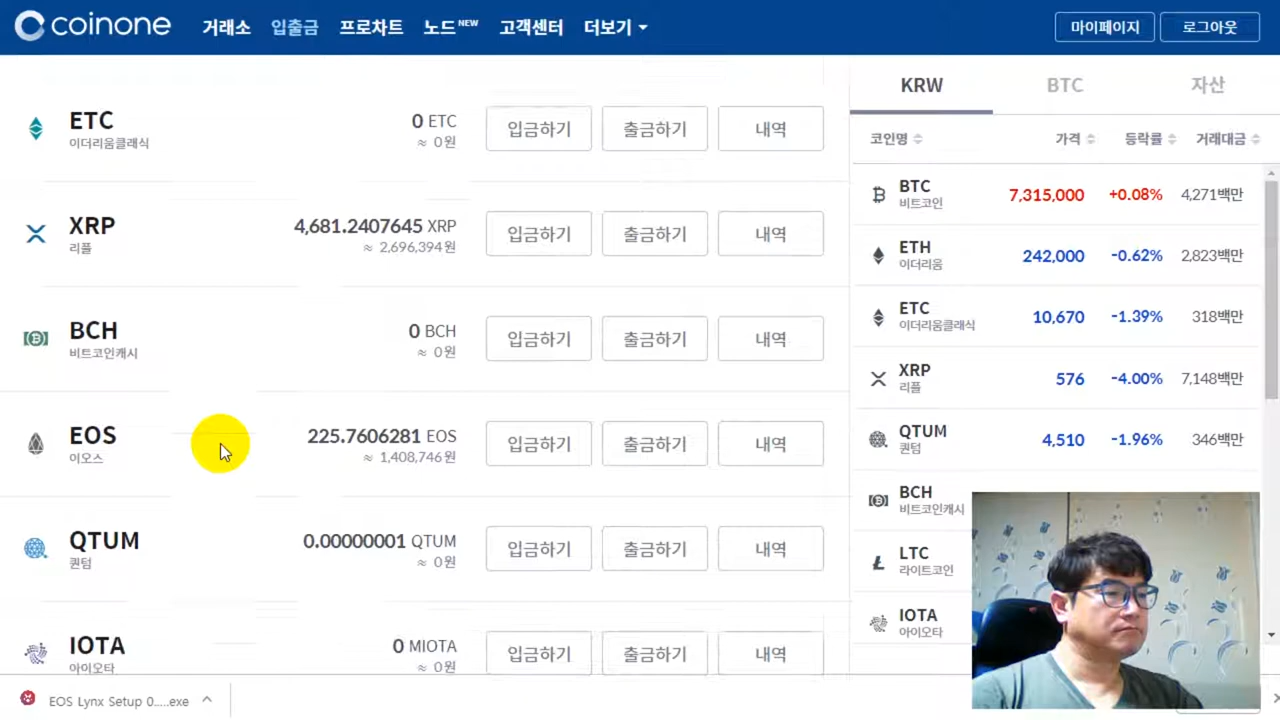 coinone 거래소 입출금 프로차트 노드 NEW 고객센터 더보기 마이페이지 로그아웃
ETC 0 ETC 입금하기 출금하기 내역
이더리움클래식 ≈ 0원
XRP 4,681.2407645 XRP 입금하기 출금하기 내역
리플 ≈ 2,696,394원
BCH 0 BCH 입금하기 출금하기 내역
비트코인캐시 ≈ 0원
EOS 225.7606281 EOS 입금하기 출금하기 내역
이오스 ≈ 1,408,746원
QTUM 0.00000001 QTUM 입금하기 출금하기 내역
퀀텀 ≈ 0원
IOTA 0 MIOTA 입금하기 출금하기 내역
아이오타 ≈ 0원
KRW BTC 자산
코인명 가격 등락률 거래대금
BTC 7,315,000 +0.08% 4,271백만
비트코인
ETH 242,000 -0.62% 2,823백만
이더리움
ETC 10,670 -1.39% 318백만
이더리움클래식
XRP 576 -4.00% 7,148백만
리플
QTUM 4,510 -1.96% 346백만
퀀텀
BCH
비트코인캐시
LTC
라이트코인
IOTA
아이오타
EOS Lynx Setup 0.....exe